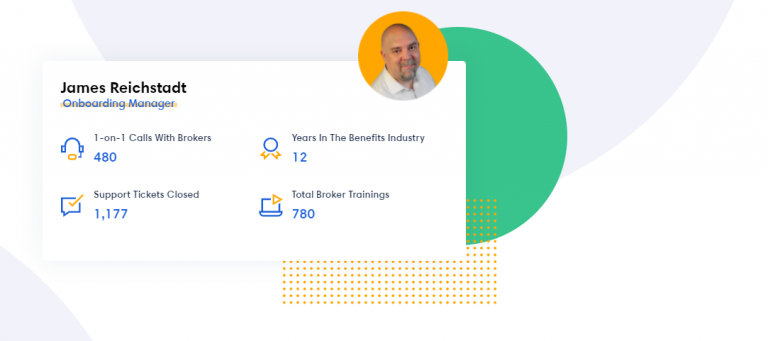 James Reichstadt
Onboarding Manager
1-on-1 Calls With Brokers
480
Years In The Benefits Industry
12
Support Tickets Closed
1,177
Total Broker Trainings
780